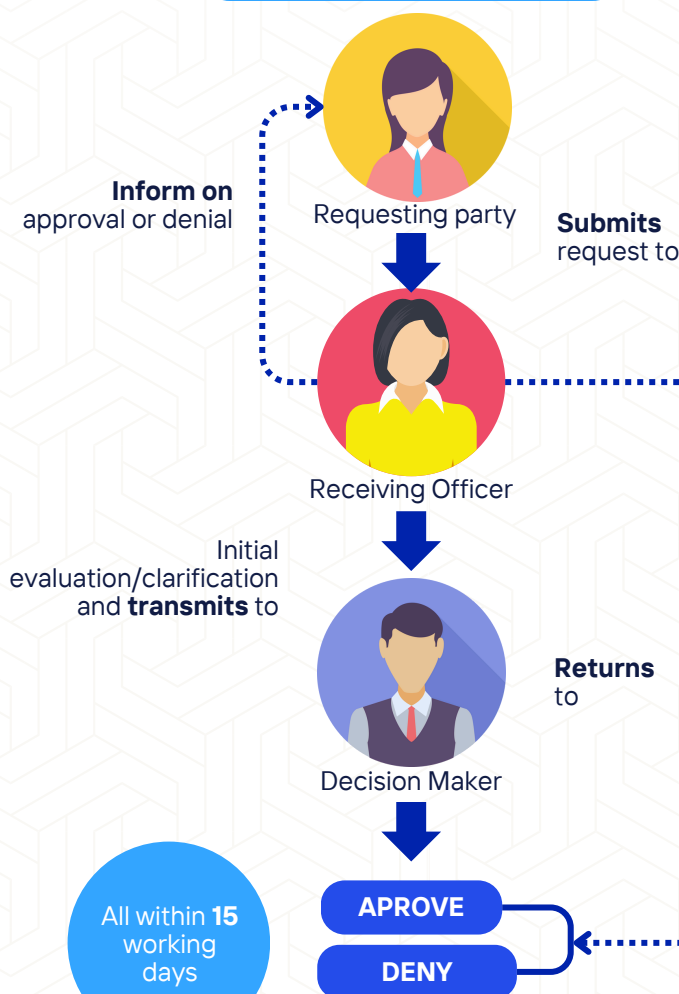 Inform on
approval or denial
Requesting party
Submits
request to
Receiving Officer
Initial
evaluation/clarification
and transmits to
Returns
to
Decision Maker
All within 15
working
days
APROVE
DENY